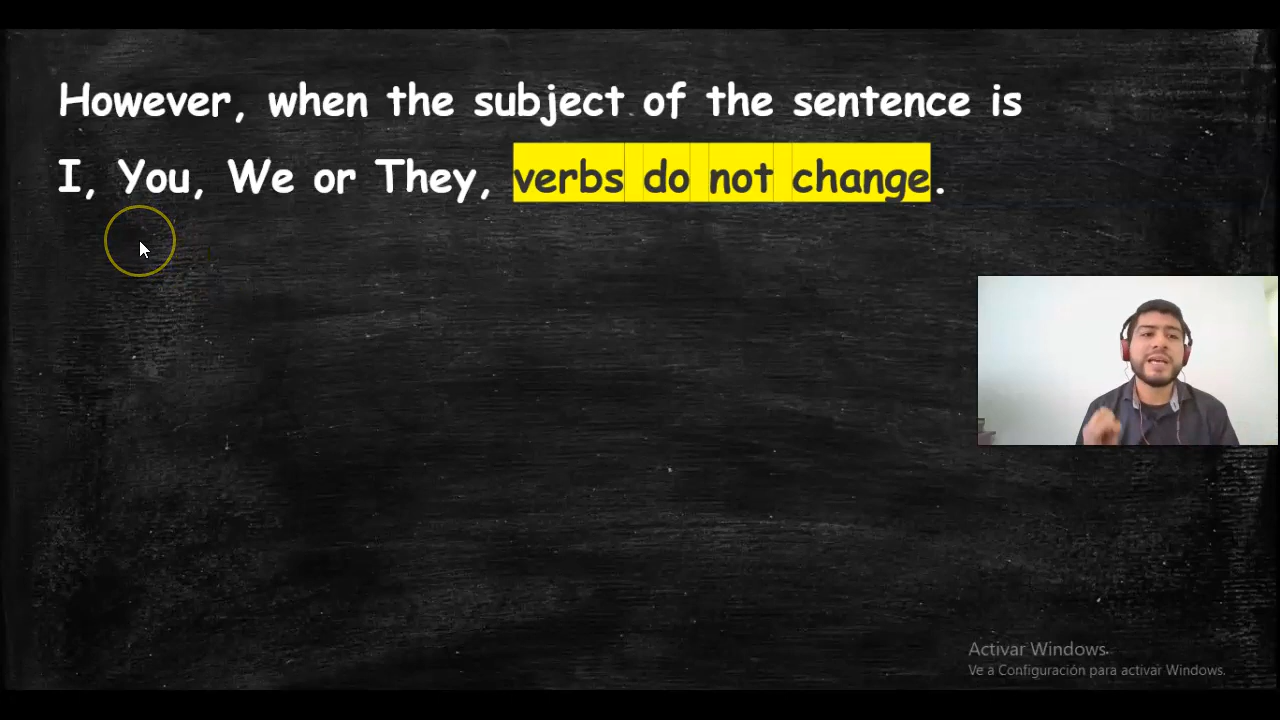 However, when the subject of the sentence is
I, You, We or They, verbs do not change.
Activar Windows
Ve a Configuración para activar Windows.